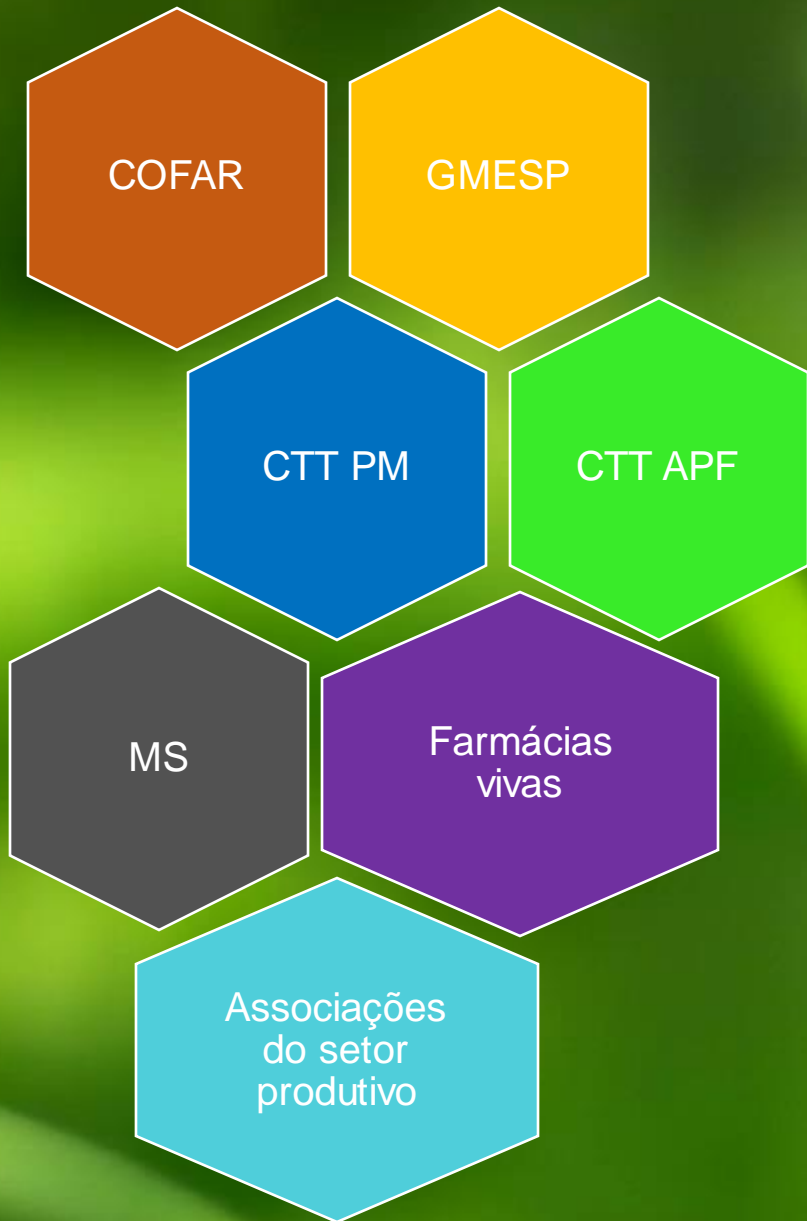 COFAR
GMESP
CTT PM
CTT APF
MS
Farmácias
vivas
Associações
do setor
produtivo